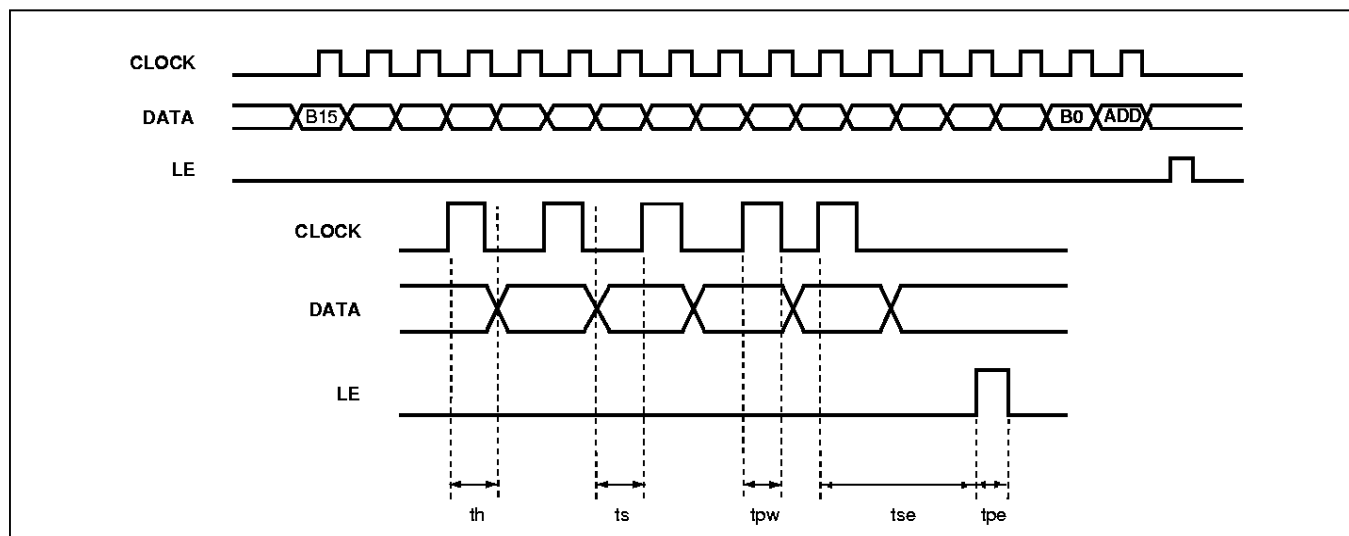 CLOCK
DATA B15 B0 ADD
LE
CLOCK
DATA
LE
th ts tpw tse tpe